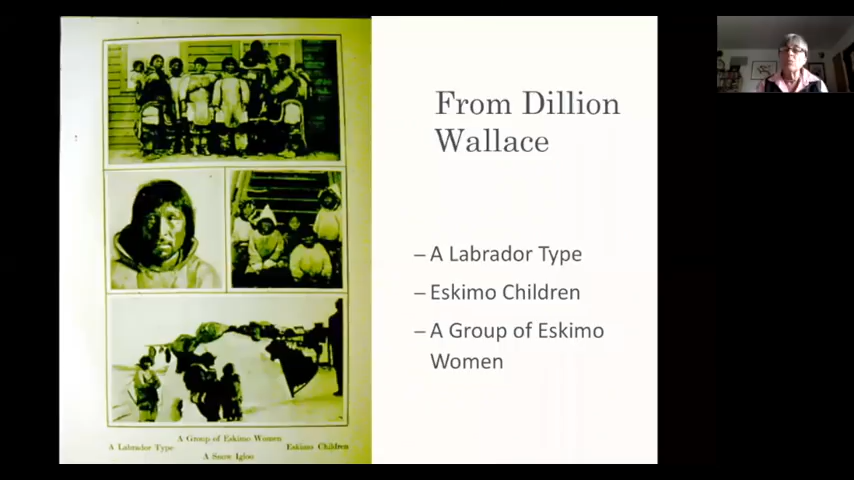 From Dillion
Wallace
– A Labrador Type
– Eskimo Children
– A Group of Eskimo
Women
A Group of Eskimo Women
A Labrador Type
Eskimo Children
A Snow Igloo